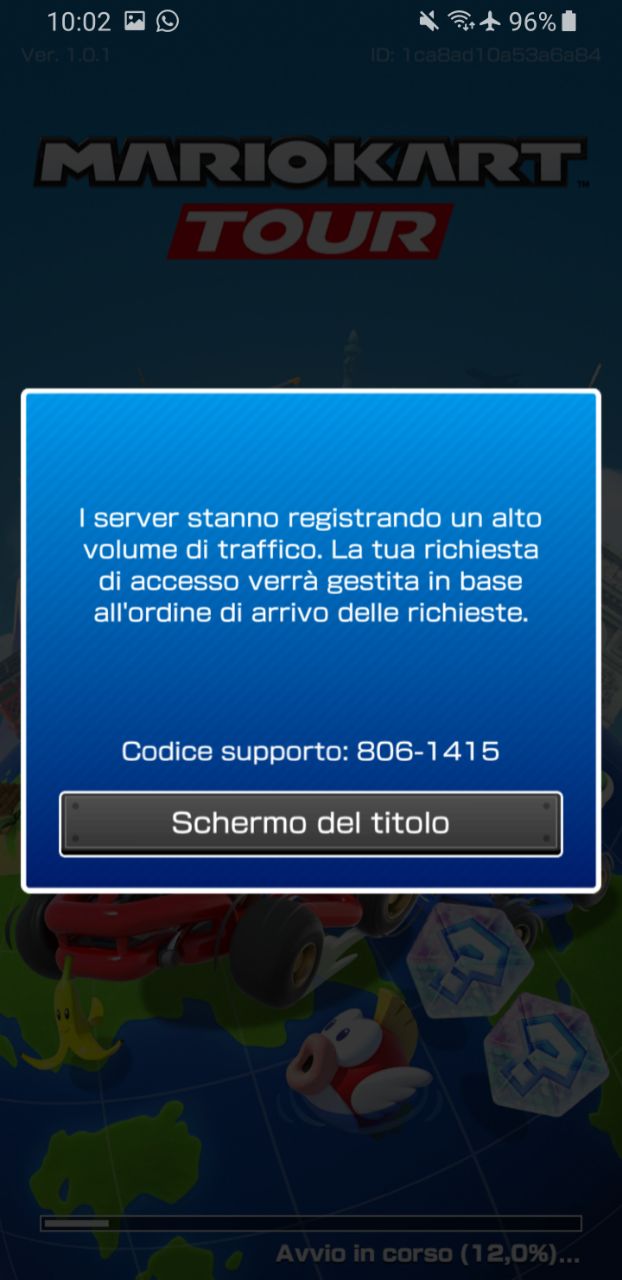 10:02 96%
Ver. 1.0.1 ID: 1ca8ad10a53a6a84
MARIOKART
TM
TOUR
I server stanno registrando un alto
volume di traffico. La tua richiesta
di accesso verrà gestita in base
all'ordine di arrivo delle richieste.
Codice supporto: 806-1415
Schermo del titolo
Avvio in corso (12,0%)...